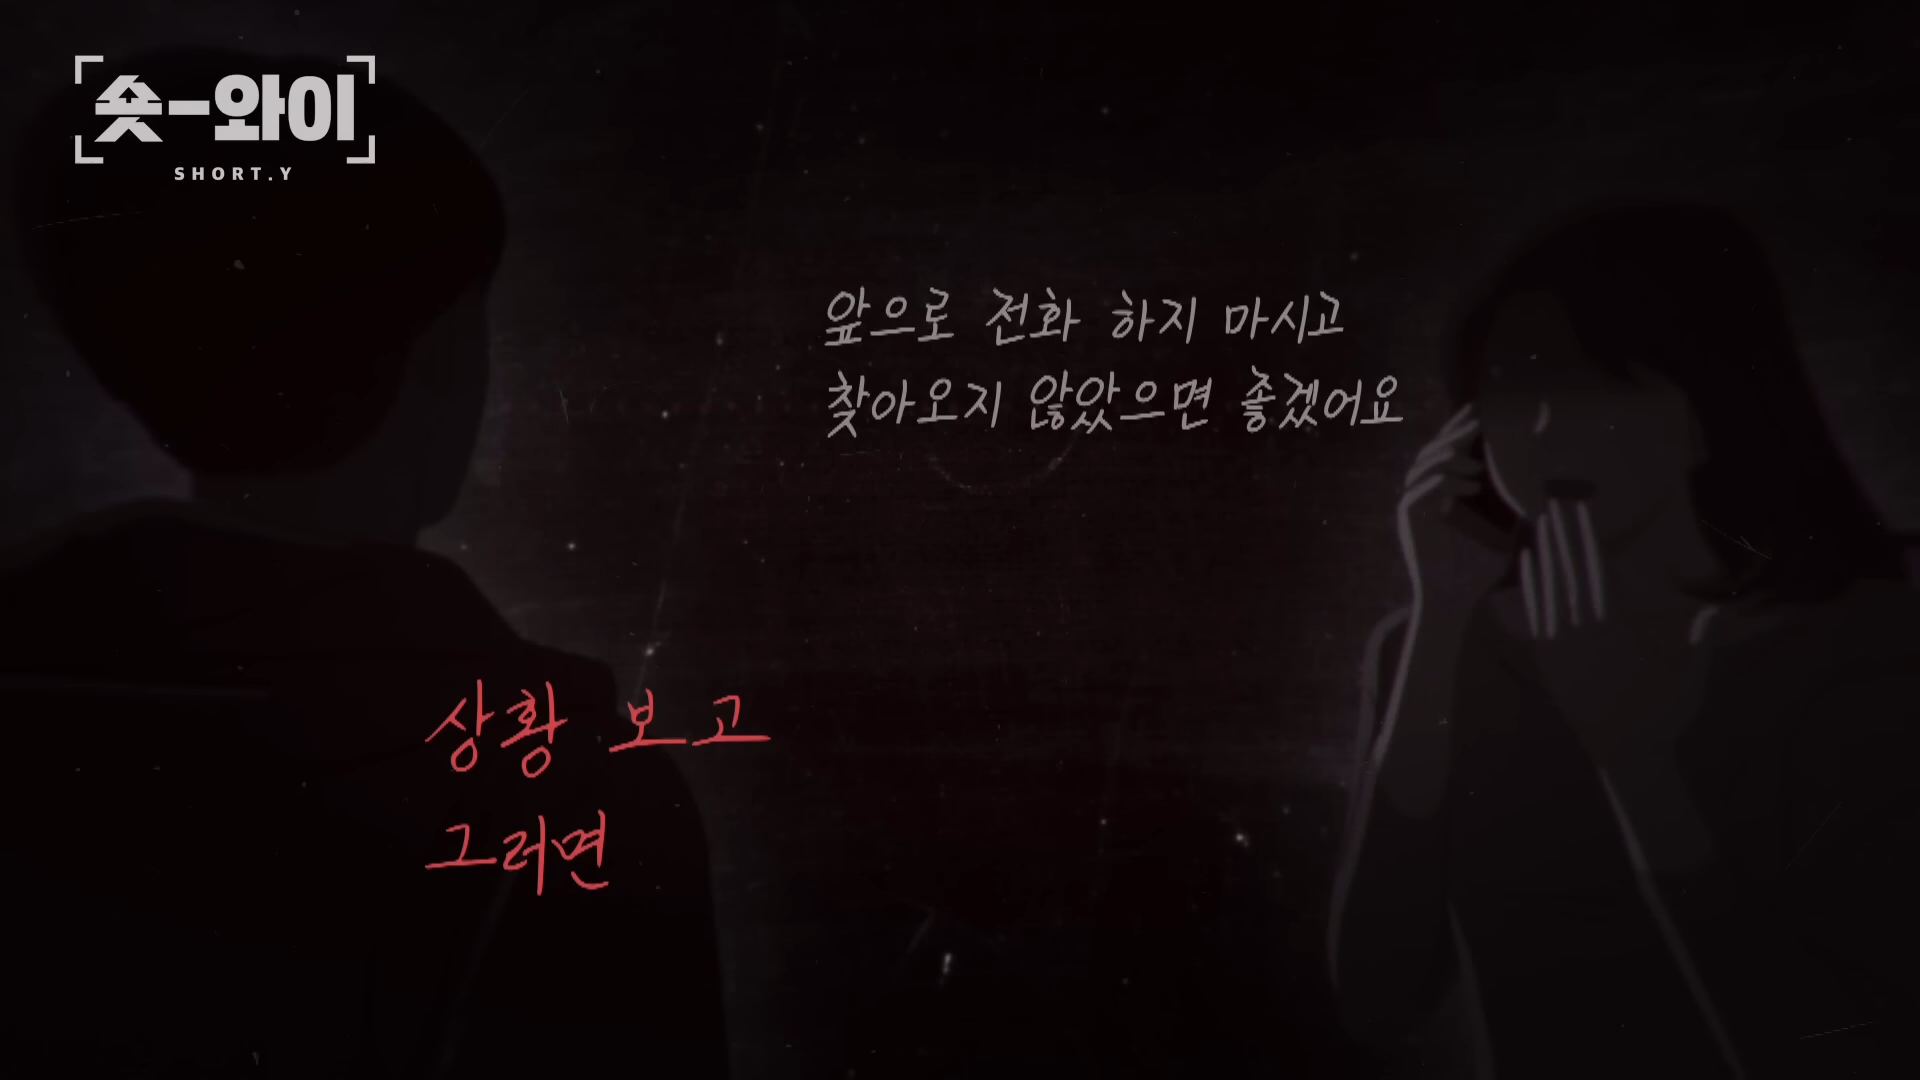 숏-와이
SHORT.Y
앞으로 전화 하지 마시고
찾아오지 않았으면 좋겠어요
상황 보고
그러면